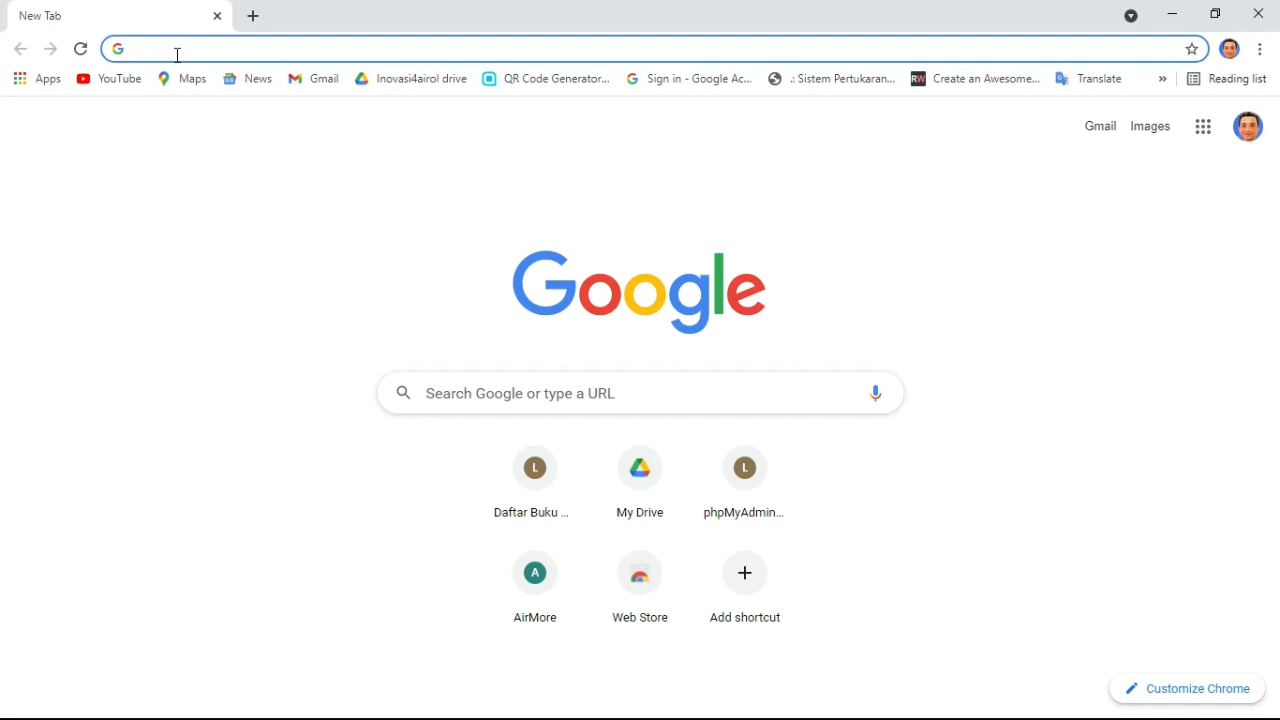 New Tab
Apps YouTube Maps News Gmail Inovasi4airol drive QR Code Generator... Sign in - Google Ac... .: Sistem Pertukaran... RW Create an Awesome... Translate » Reading list
Gmail Images
Google
Search Google or type a URL
L L
Daftar Buku ... My Drive phpMyAdmin...
A
AirMore Web Store Add shortcut
Customize Chrome